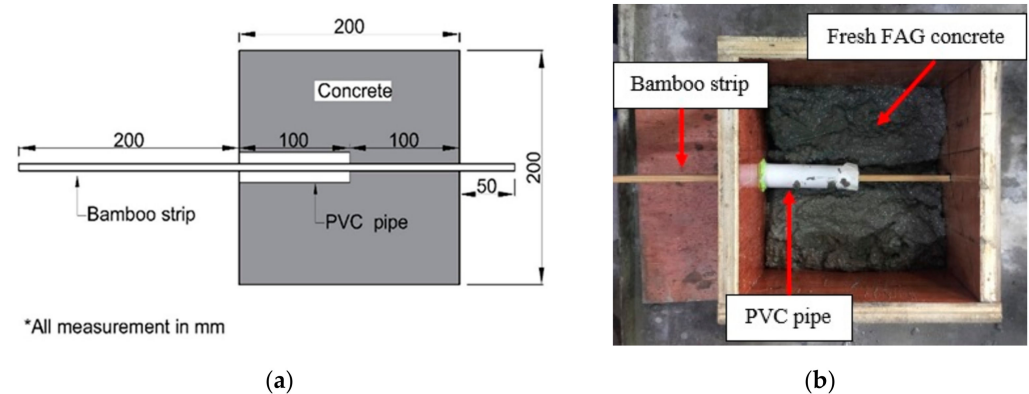 200
Concrete
200
100
100
200
50
Bamboo strip
PVC pipe
*All measurement in mm
(a)
Fresh FAG concrete
Bamboo strip
PVC pipe
(b)